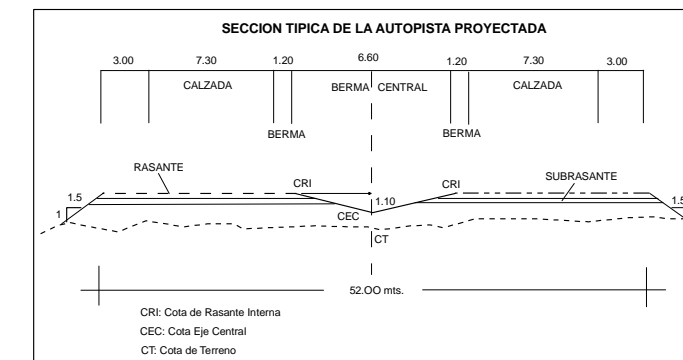 SECCION TIPICA DE LA AUTOPISTA PROYECTADA
3.00 7.30 1.20 6.60 1.20 7.30 3.00
CALZADA BERMA CENTRAL CALZADA
BERMA BERMA
RASANTE CRI CRI SUBRASANTE
1.5 1.10 1.5
1 CEC
CT
52.OO mts.
CRI: Cota de Rasante Interna
CEC: Cota Eje Central
CT: Cota de Terreno